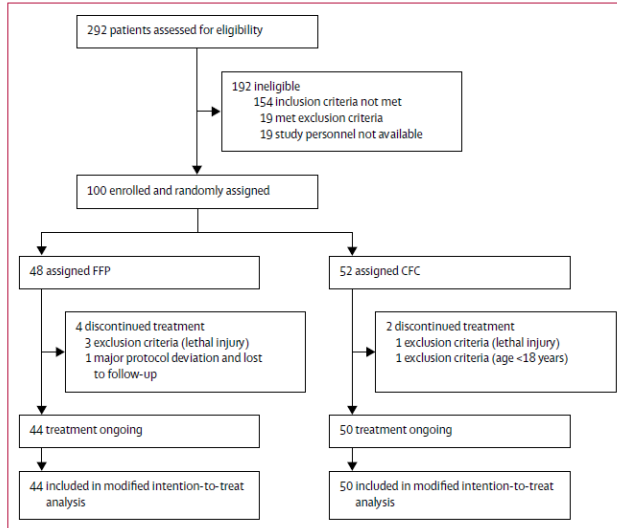 292 patients assessed for eligibility
192 ineligible
154 inclusion criteria not met
19 met exclusion criteria
19 study personnel not available
100 enrolled and randomly assigned
48 assigned FFP
52 assigned CFC
4 discontinued treatment
3 exclusion criteria (lethal injury)
1 major protocol deviation and lost
to follow-up
2 discontinued treatment
1 exclusion criteria (lethal injury)
1 exclusion criteria (age <18 years)
44 treatment ongoing
50 treatment ongoing
44 included in modified intention-to-treat
analysis
50 included in modified intention-to-treat
analysis